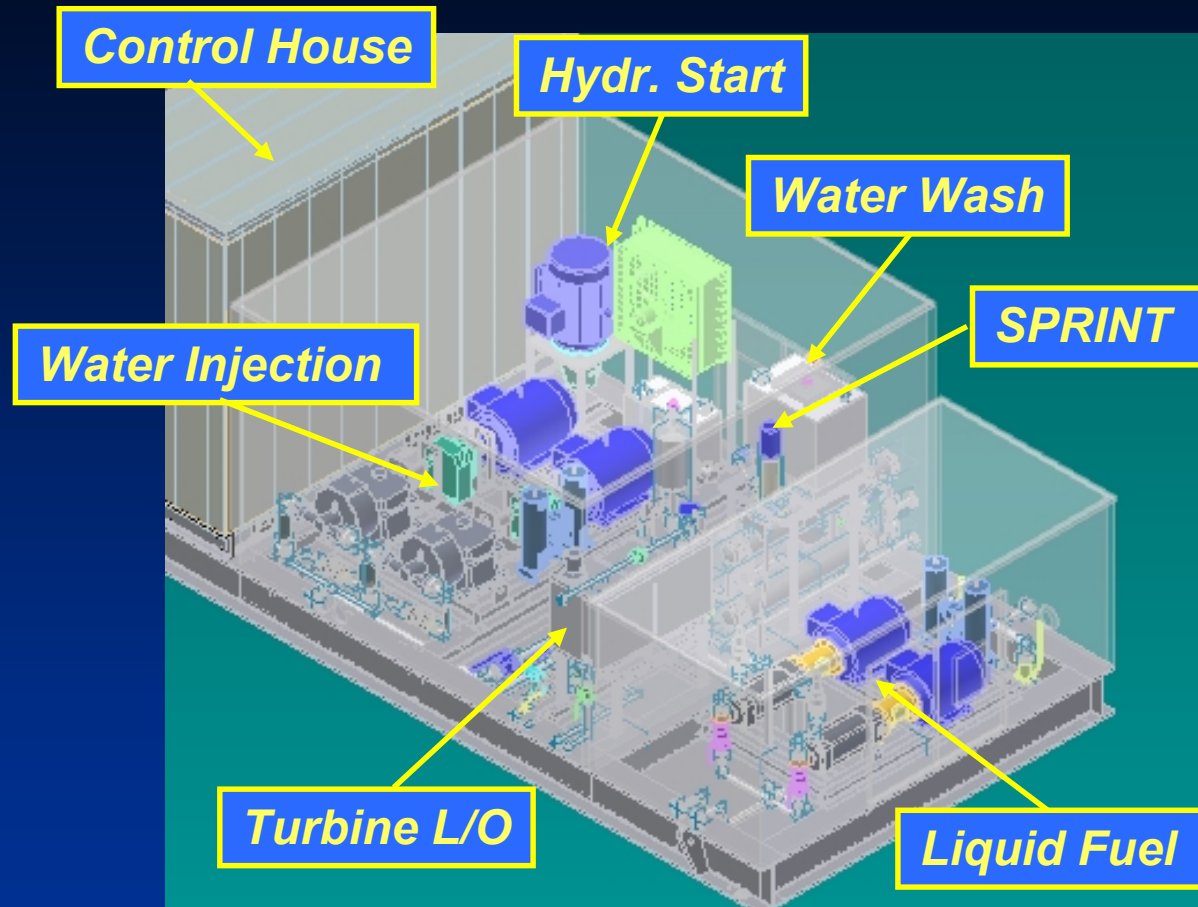 Control House
Hydr. Start
Water Wash
SPRINT
Water Injection
Turbine L/O
Liquid Fuel